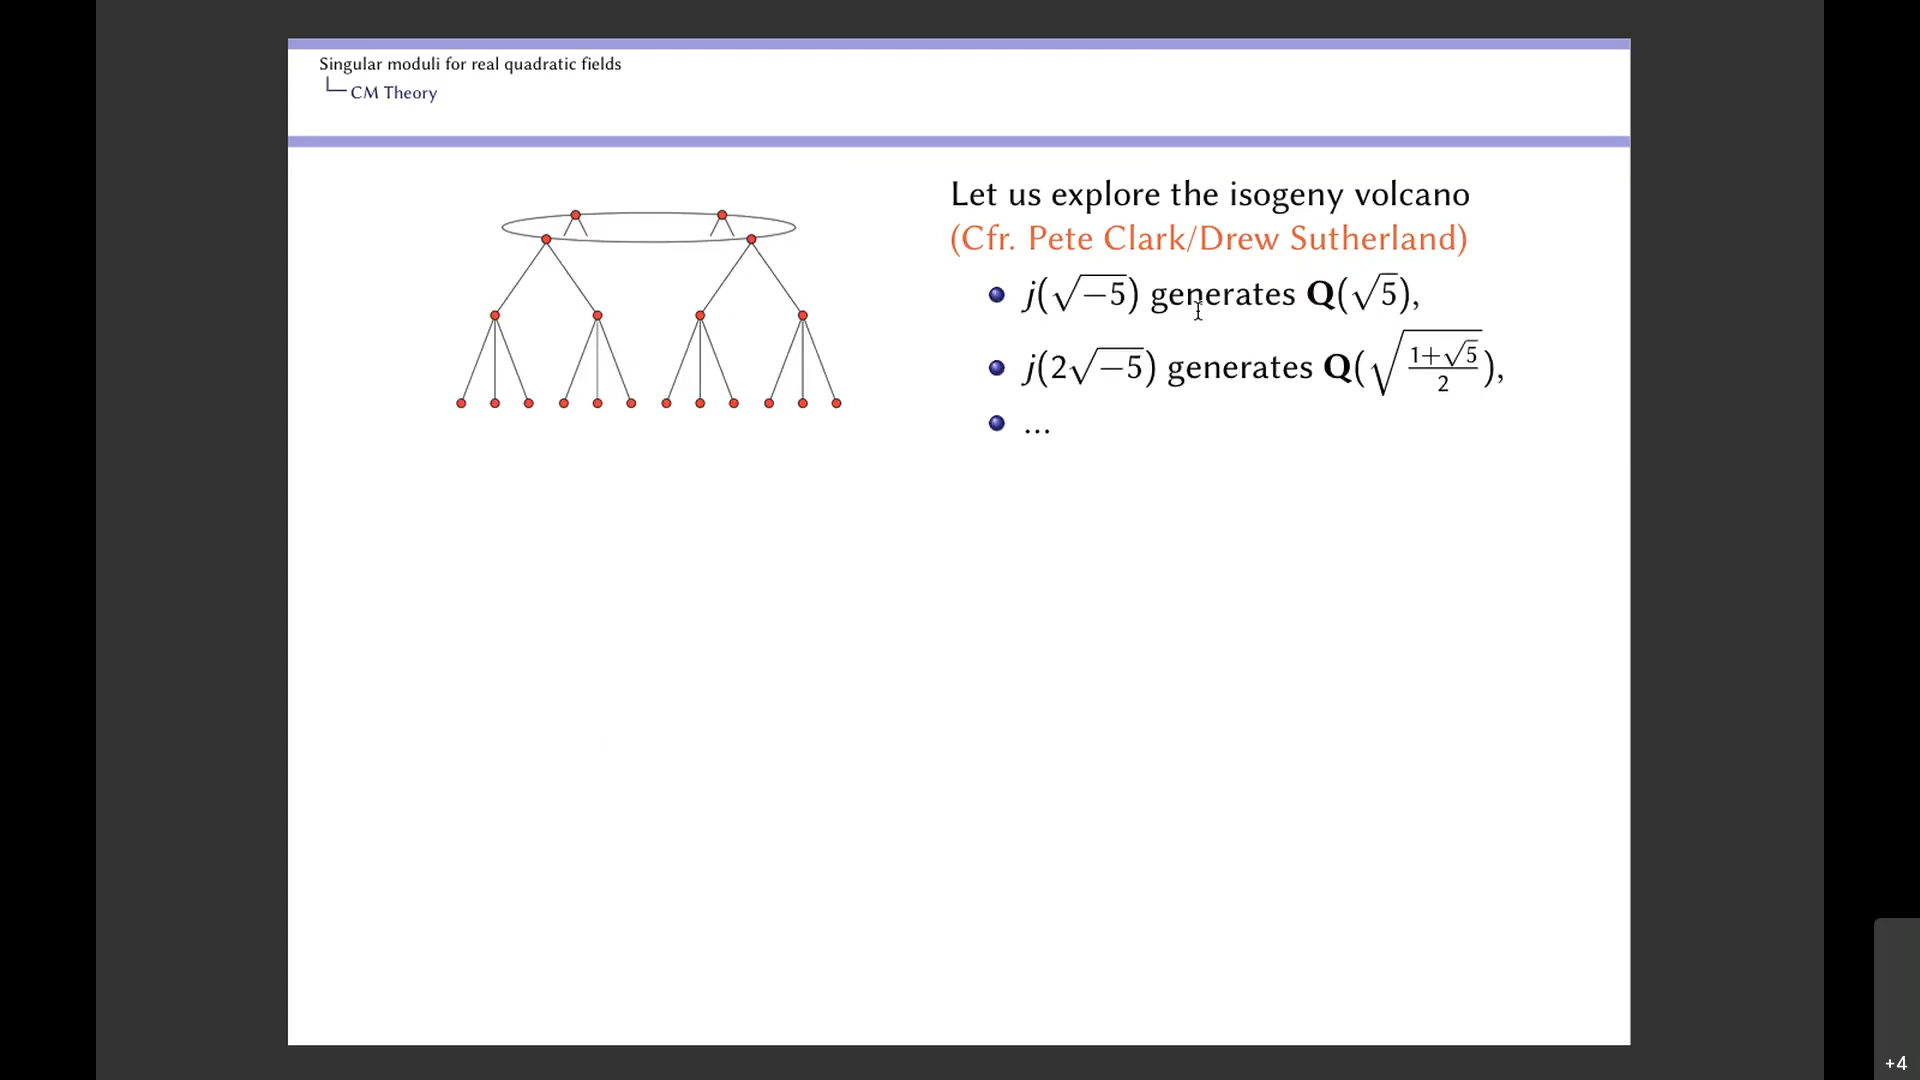 Singular moduli for real quadratic fields
CM Theory
Let us explore the isogeny volcano
(Cfr. Pete Clark/Drew Sutherland)
j(√−5) generates Q(√5),
j(2√−5) generates Q(√((1+√5)/2)),
...
+4